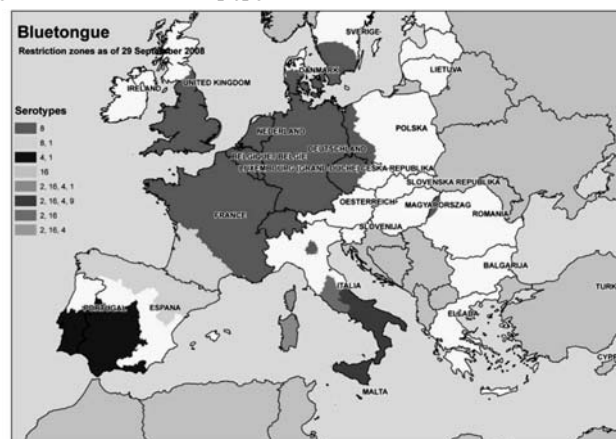 Bluetongue
Restriction zones as of 29 September 2008
SVERIGE
DANMARK
LIETUVA
IRELAND
UNITED KINGDOM
Serotypes
8
8, 1
4, 1
16
2, 16, 4, 1
2, 16, 4, 9
2, 16
2, 16, 4
NEDERLAND
POLSKA
DEUTSCHLAND
BELGIQUE / BELGIE
LUXEMBOURG (GRAND-DUCHE)
CESKA REPUBLIKA
SLOVENSKA REPUBLIKA
OESTERREICH
MAGYARORSZAG
FRANCE
ROMANIA
SLOVENIJA
BALGARIJA
ITALIA
PORTUGAL
ESPANA
ELLADA
TURK
CYPR
MALTA